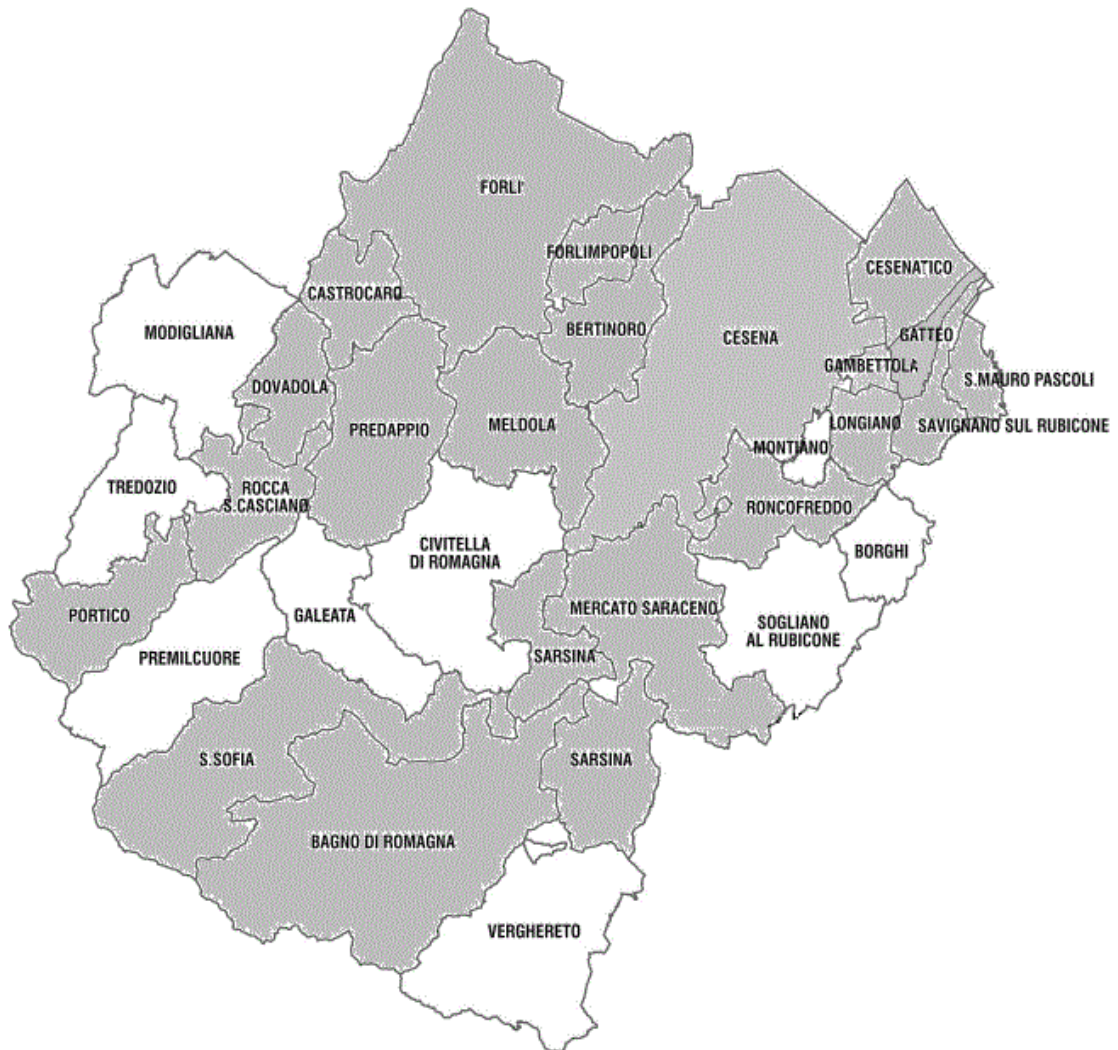 FORLI'
FORLIMPOPOLI
CESENATICO
CASTROCARO
MODIGLIANA
BERTINORO
CESENA
GATTEO
GAMBETTOLA
S.MAURO PASCOLI
DOVADOLA
PREDAPPIO
MELDOLA
LONGIANO
SAVIGNANO SUL RUBICONE
MONTIANO
TREDOZIO
ROCCA
S.CASCIANO
RONCOFREDDO
CIVITELLA
DI ROMAGNA
BORGHI
PORTICO
GALEATA
MERCATO SARACENO
SOGLIANO
AL RUBICONE
PREMILCUORE
SARSINA
S.SOFIA
SARSINA
BAGNO DI ROMAGNA
VERGHERETO